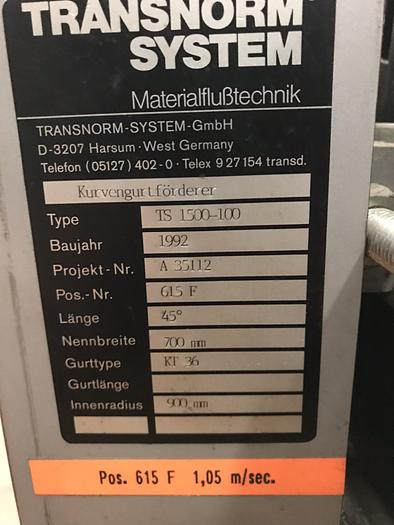 TRANSNORM
SYSTEM
Materialflußtechnik
TRANSNORM-SYSTEM-GmbH
D-3207 Harsum · West Germany
Telefon (05127) 402-0 · Telex 9 27 154 transd.
Kurvengurtförderer
Type TS 1500-100
Baujahr 1992
Projekt-Nr. A 35112
Pos.-Nr. 615 F
Länge 45°
Nennbreite 700 mm
Gurttype KT 36
Gurtlänge
Innenradius 900 mm
Pos. 615 F 1,05 m/sec.